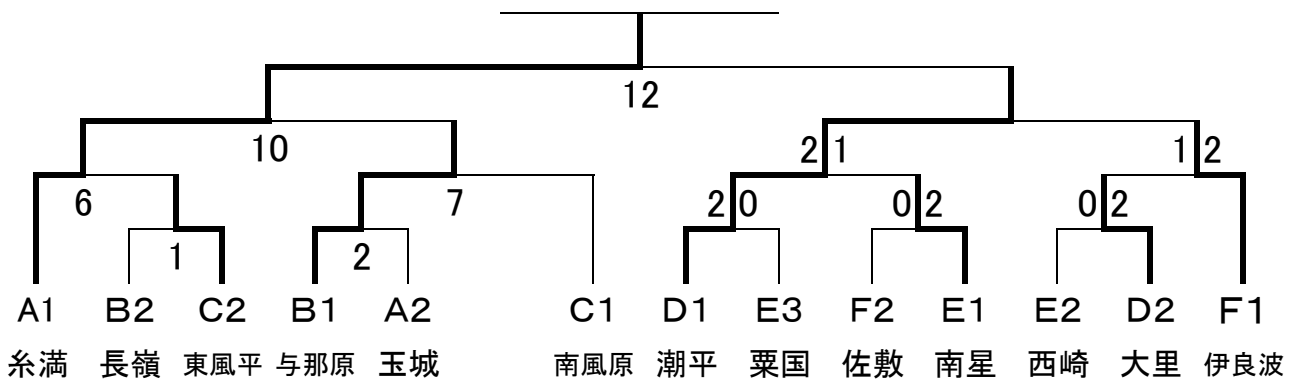 12
10 2 1 1 2
6 7 2 0 0 2 0 2
1 2
A1 B2 C2 B1 A2 C1 D1 E3 F2 E1 E2 D2 F1
糸満 長嶺 東風平 与那原 玉城 南風原 潮平 粟国 佐敷 南星 西崎 大里 伊良波